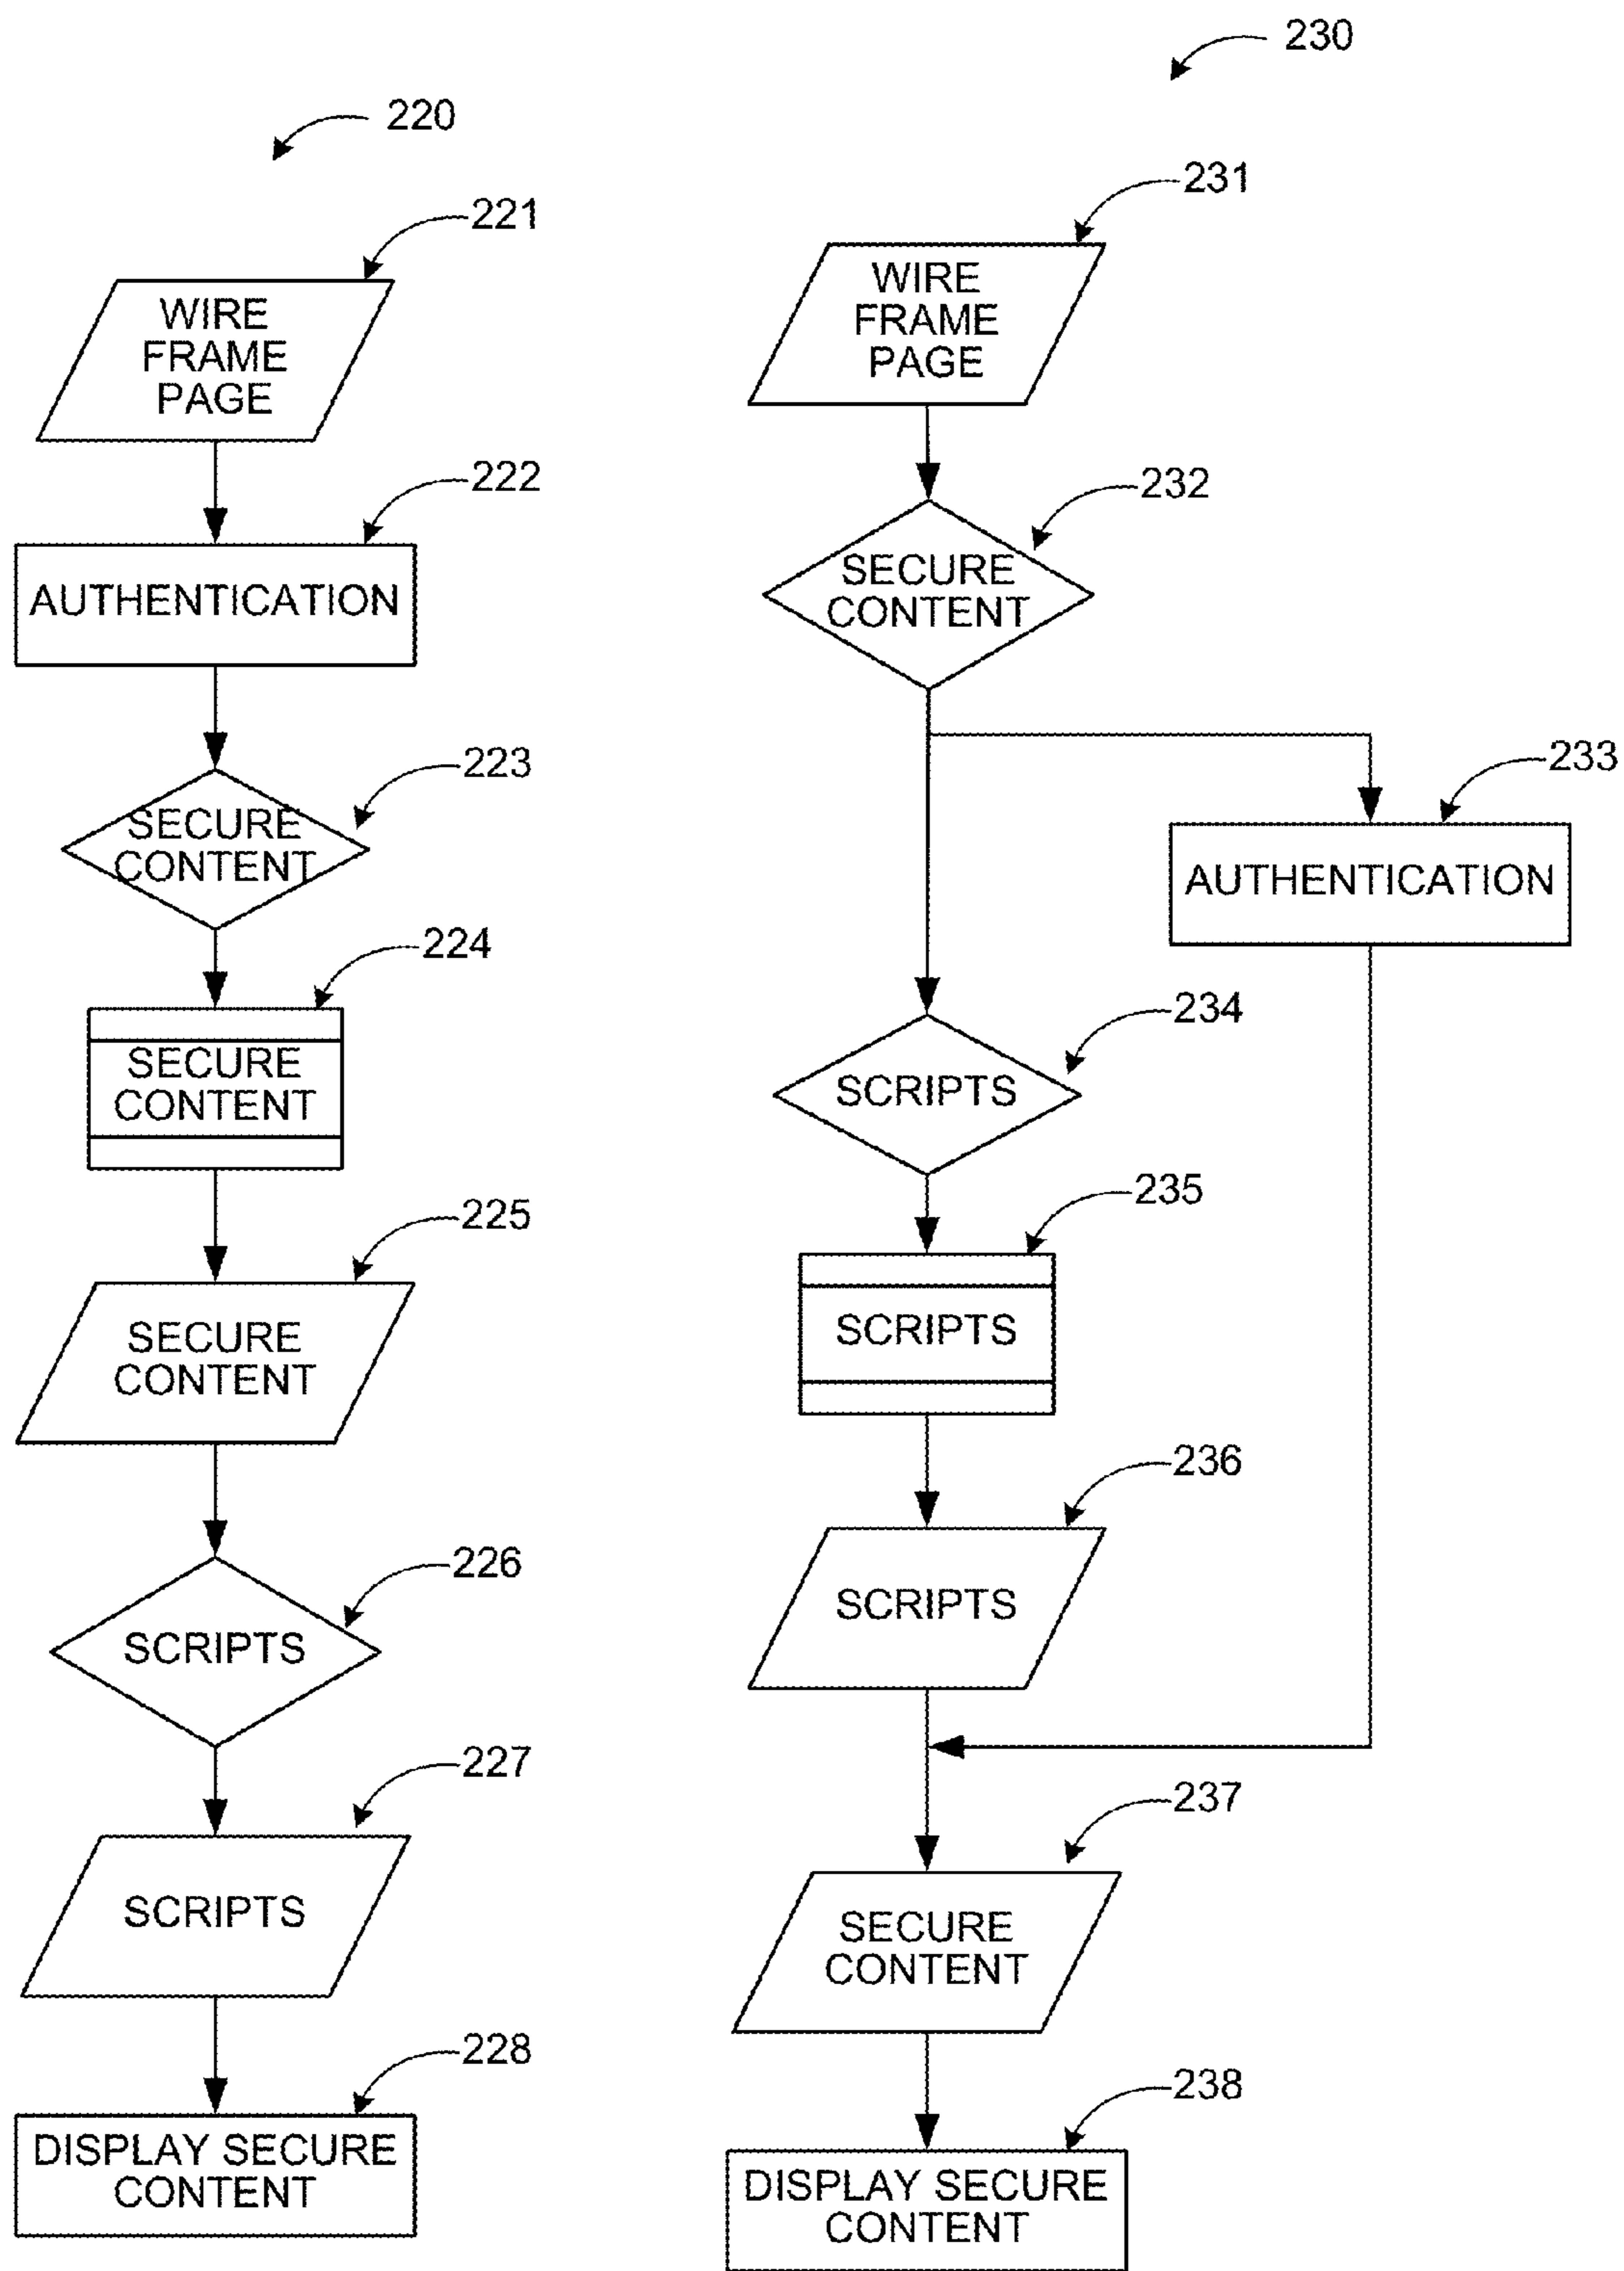 220
221
WIRE
FRAME
PAGE
222
AUTHENTICATION
223
SECURE
CONTENT
224
SECURE
CONTENT
225
SECURE
CONTENT
226
SCRIPTS
227
SCRIPTS
228
DISPLAY SECURE
CONTENT
230
231
WIRE
FRAME
PAGE
232
SECURE
CONTENT
233
AUTHENTICATION
234
SCRIPTS
235
SCRIPTS
236
SCRIPTS
237
SECURE
CONTENT
238
DISPLAY SECURE
CONTENT